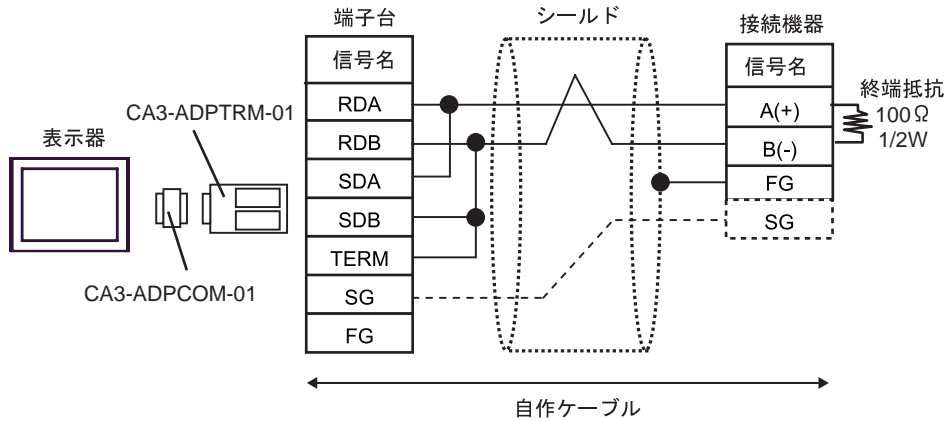 端子台
シールド
接続機器
信号名
信号名
RDA
A(+)
終端抵抗
100Ω
1/2W
CA3-ADPTRM-01
表示器
RDB
B(-)
SDA
FG
SDB
SG
TERM
CA3-ADPCOM-01
SG
FG
自作ケーブル